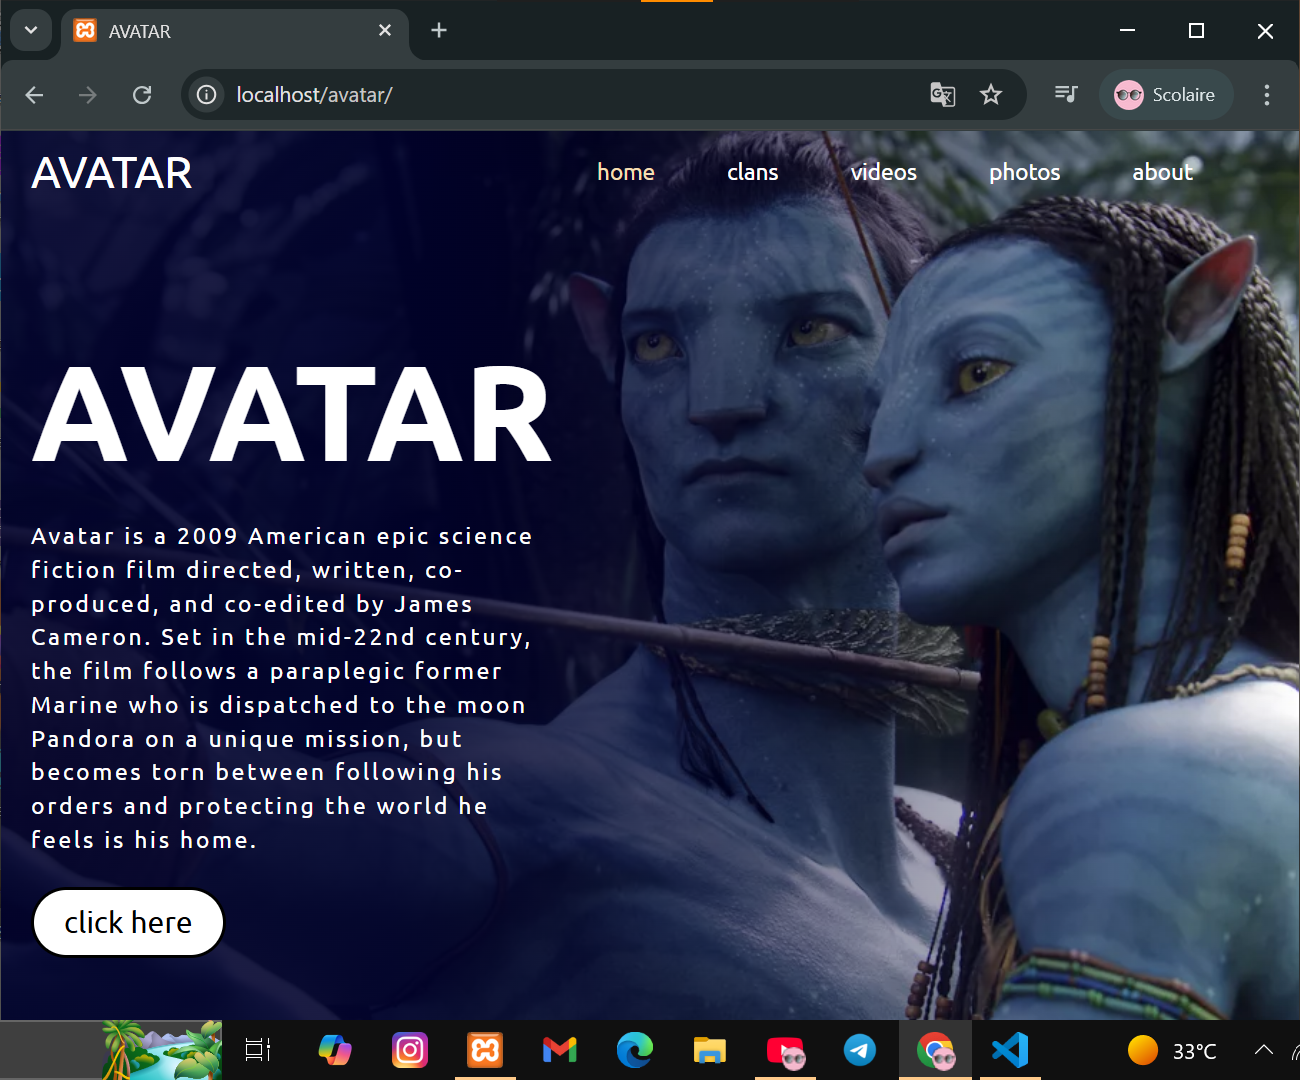 AVATAR
localhost/avatar/
Scolaire
AVATAR
home clans videos photos about
AVATAR
Avatar is a 2009 American epic science
fiction film directed, written, co-
produced, and co-edited by James
Cameron. Set in the mid-22nd century,
the film follows a paraplegic former
Marine who is dispatched to the moon
Pandora on a unique mission, but
becomes torn between following his
orders and protecting the world he
feels is his home.
click here
33°C